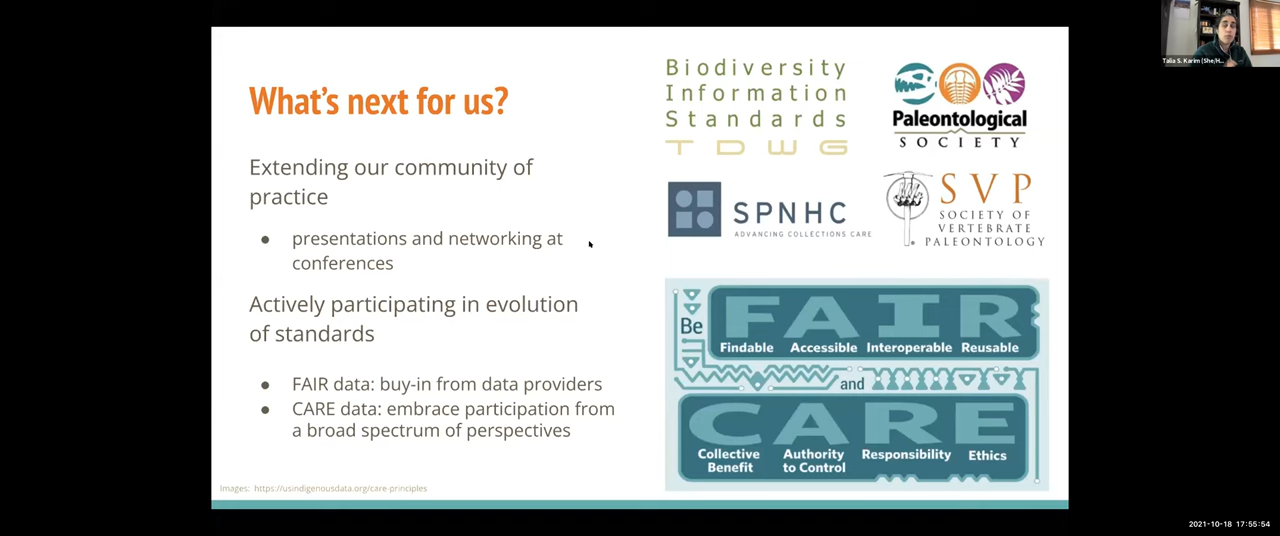 What's next for us?
Extending our community of
practice
● presentations and networking at
conferences
Actively participating in evolution
of standards
● FAIR data: buy-in from data providers
● CARE data: embrace participation from
a broad spectrum of perspectives
Images: https://usindigenousdata.org/care-principles
Biodiversity
Information
Standards
TDWG
Paleontological
SOCIETY
SPNHC
ADVANCING COLLECTIONS CARE
SVP
SOCIETY OF
VERTEBRATE
PALEONTOLOGY
Be FAIR
Findable Accessible Interoperable Reusable
and
CARE
Collective Authority Responsibility Ethics
Benefit to Control
Talia S. Karim (She/H...
2021-10-18 17:55:54